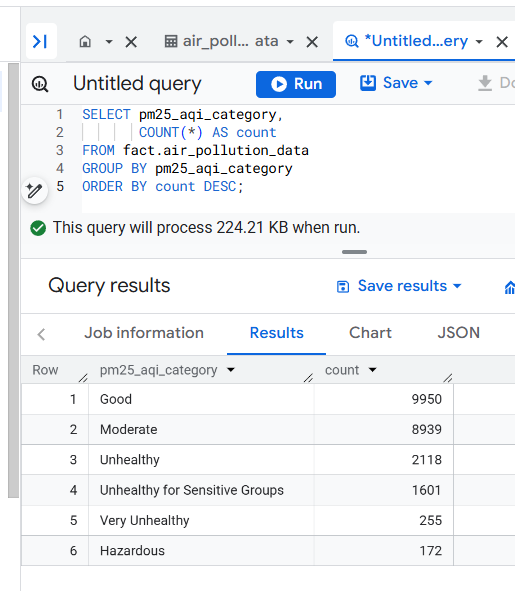 air_poll... ata
*Untitled...ery
Untitled query
Run
Save
1 SELECT pm25_aqi_category,
2 COUNT(*) AS count
3 FROM fact.air_pollution_data
4 GROUP BY pm25_aqi_category
5 ORDER BY count DESC;
This query will process 224.21 KB when run.
Query results
Save results
Job information Results Chart JSON
Row pm25_aqi_category count
1 Good 9950
2 Moderate 8939
3 Unhealthy 2118
4 Unhealthy for Sensitive Groups 1601
5 Very Unhealthy 255
6 Hazardous 172